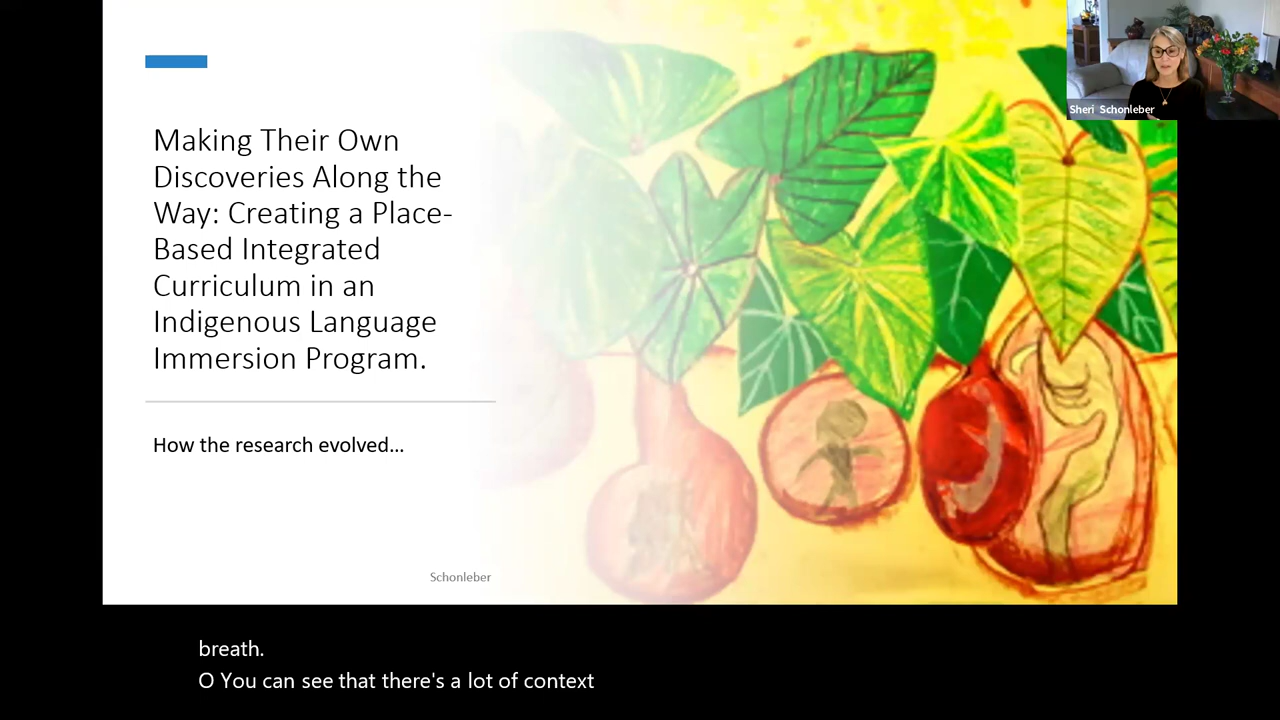 Making Their Own
Discoveries Along the
Way: Creating a Place-
Based Integrated
Curriculum in an
Indigenous Language
Immersion Program.
How the research evolved...
Schonleber
Sheri Schonleber
breath.
O You can see that there's a lot of context